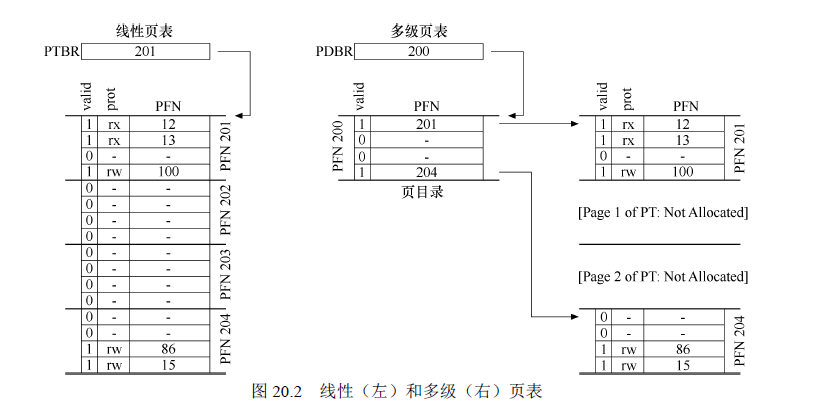 线性页表
PTBR 201
valid prot PFN
1 rx 12
1 rx 13
0 - -
1 rw 100
PFN 201
0 - -
0 - -
0 - -
0 - -
PFN 202
0 - -
0 - -
0 - -
0 - -
PFN 203
0 - -
0 - -
1 rw 86
1 rw 15
PFN 204
多级页表
PDBR 200
valid PFN
1 201
0 -
0 -
1 204
PFN 200
页目录
valid prot PFN
1 rx 12
1 rx 13
0 - -
1 rw 100
PFN 201
[Page 1 of PT: Not Allocated]
[Page 2 of PT: Not Allocated]
0 - -
0 - -
1 rw 86
1 rw 15
PFN 204
图 20.2 线性（左）和多级（右）页表